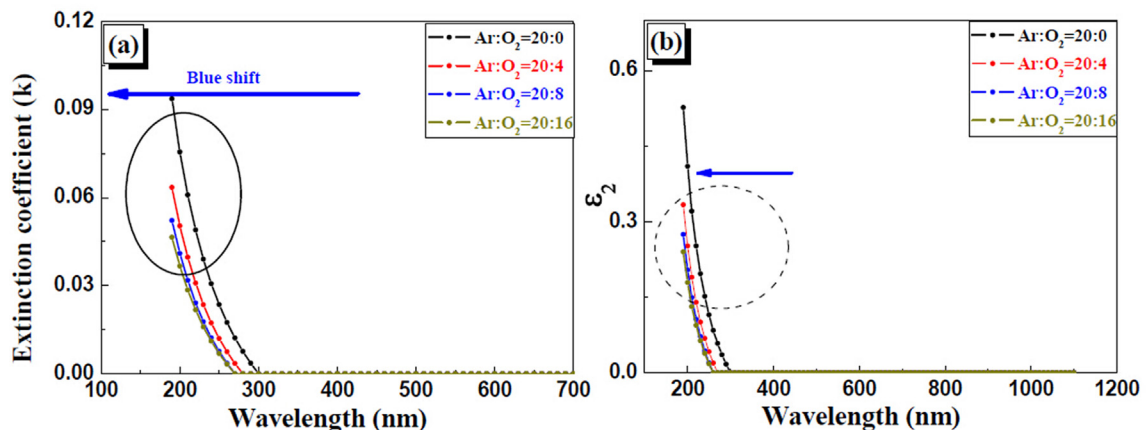 (a)
Blue shift
Ar:O2=20:0
Ar:O2=20:4
Ar:O2=20:8
Ar:O2=20:16
Extinction coefficient (k)
0.12
0.09
0.06
0.03
0.00
100 200 300 400 500 600 700
Wavelength (nm)
(b)
Ar:O2=20:0
Ar:O2=20:4
Ar:O2=20:8
Ar:O2=20:16
ε2
0.6
0.3
0.0
200 400 600 800 1000 1200
Wavelength (nm)